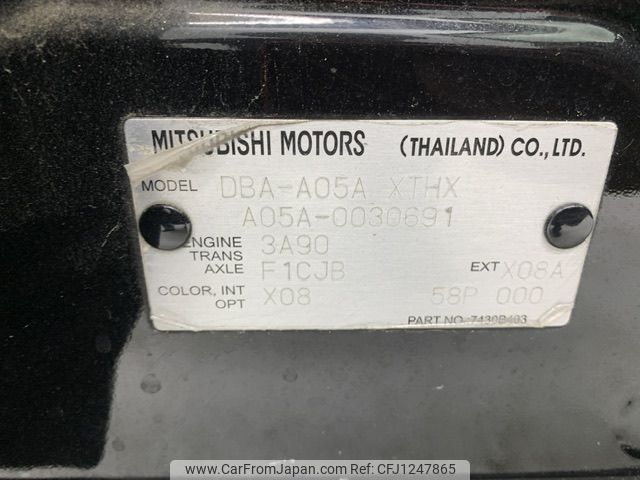 MITSUBISHI MOTORS (THAILAND) CO., LTD.
MODEL DBA-A05A XTHX
A05A-0030691
ENGINE 3A90
TRANS
AXLE F1CJB EXT X08A
COLOR, INT X08 58P 000
OPT
PART NO. 7430B403
www.CarFromJapan.com - ID CFJ1247865